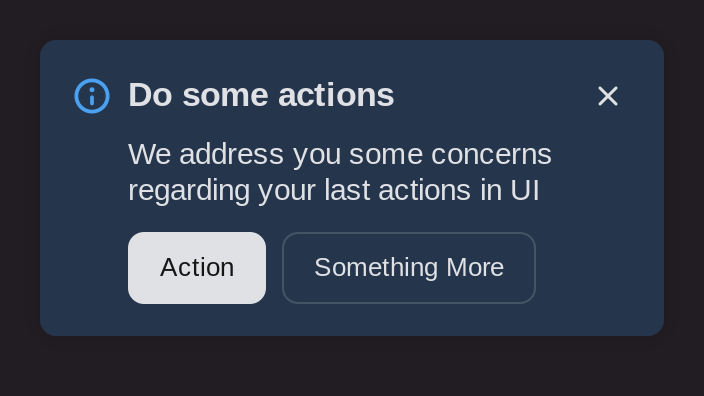 Do some actions
We address you some concerns
regarding your last actions in UI
Action
Something More